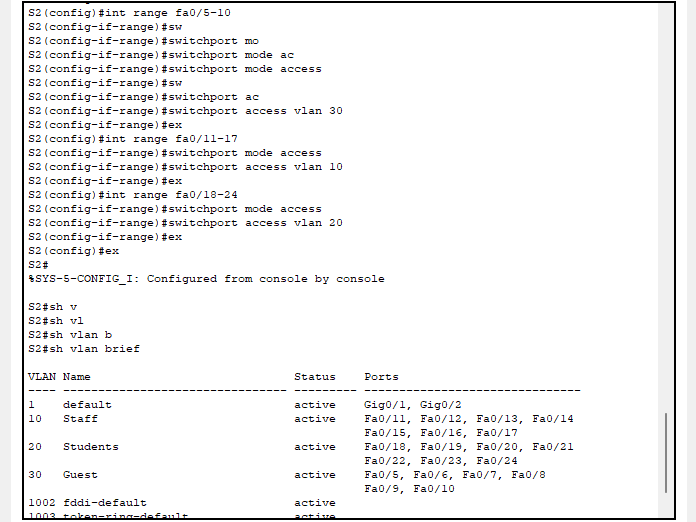 S2(config)#int range fa0/5-10
S2(config-if-range)#sw
S2(config-if-range)#switchport mo
S2(config-if-range)#switchport mode ac
S2(config-if-range)#switchport mode access
S2(config-if-range)#sw
S2(config-if-range)#switchport ac
S2(config-if-range)#switchport access vlan 30
S2(config-if-range)#ex
S2(config)#int range fa0/11-17
S2(config-if-range)#switchport mode access
S2(config-if-range)#switchport access vlan 10
S2(config-if-range)#ex
S2(config)#int range fa0/18-24
S2(config-if-range)#switchport mode access
S2(config-if-range)#switchport access vlan 20
S2(config-if-range)#ex
S2(config)#ex
S2#
%SYS-5-CONFIG_I: Configured from console by console
S2#sh v
S2#sh vl
S2#sh vlan b
S2#sh vlan brief
VLAN Name Status Ports
---- -------------------------------- --------- -------------------------------
1 default active Gig0/1, Gig0/2
10 Staff active Fa0/11, Fa0/12, Fa0/13, Fa0/14
Fa0/15, Fa0/16, Fa0/17
20 Students active Fa0/18, Fa0/19, Fa0/20, Fa0/21
Fa0/22, Fa0/23, Fa0/24
30 Guest active Fa0/5, Fa0/6, Fa0/7, Fa0/8
Fa0/9, Fa0/10
1002 fddi-default active
1003 token-ring-default active